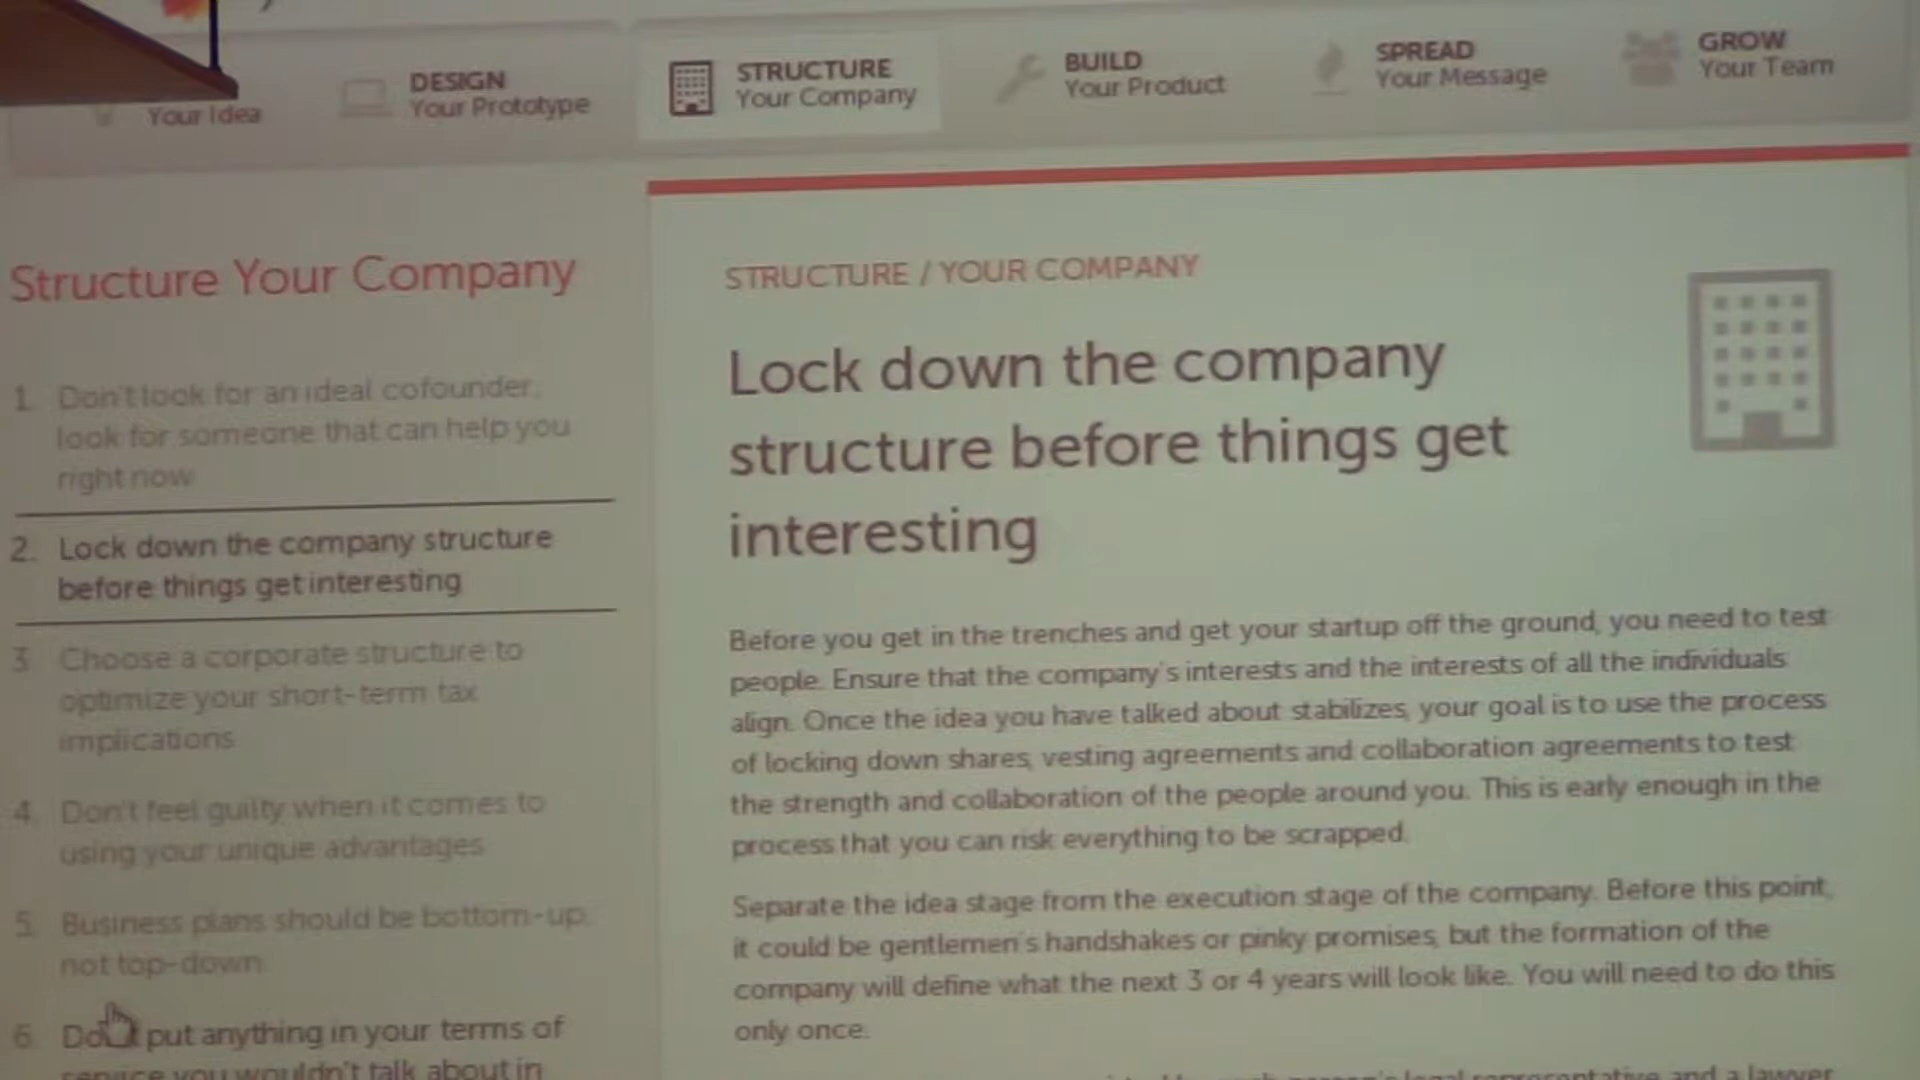 Your Idea
DESIGN
Your Prototype
STRUCTURE
Your Company
BUILD
Your Product
SPREAD
Your Message
GROW
Your Team
Structure Your Company
1. Don't look for an ideal cofounder,
look for someone that can help you
right now
2. Lock down the company structure
before things get interesting
3. Choose a corporate structure to
optimize your short-term tax
implications
4. Don't feel guilty when it comes to
using your unique advantages
5. Business plans should be bottom-up,
not top-down
6. Don't put anything in your terms of
service you wouldn't talk about in
STRUCTURE / YOUR COMPANY
Lock down the company
structure before things get
interesting
Before you get in the trenches and get your startup off the ground, you need to test
people. Ensure that the company's interests and the interests of all the individuals
align. Once the idea you have talked about stabilizes, your goal is to use the process
of locking down shares, vesting agreements and collaboration agreements to test
the strength and collaboration of the people around you. This is early enough in the
process that you can risk everything to be scrapped.
Separate the idea stage from the execution stage of the company. Before this point,
it could be gentlemen's handshakes or pinky promises, but the formation of the
company will define what the next 3 or 4 years will look like. You will need to do this
only once.
legal representative and a lawyer